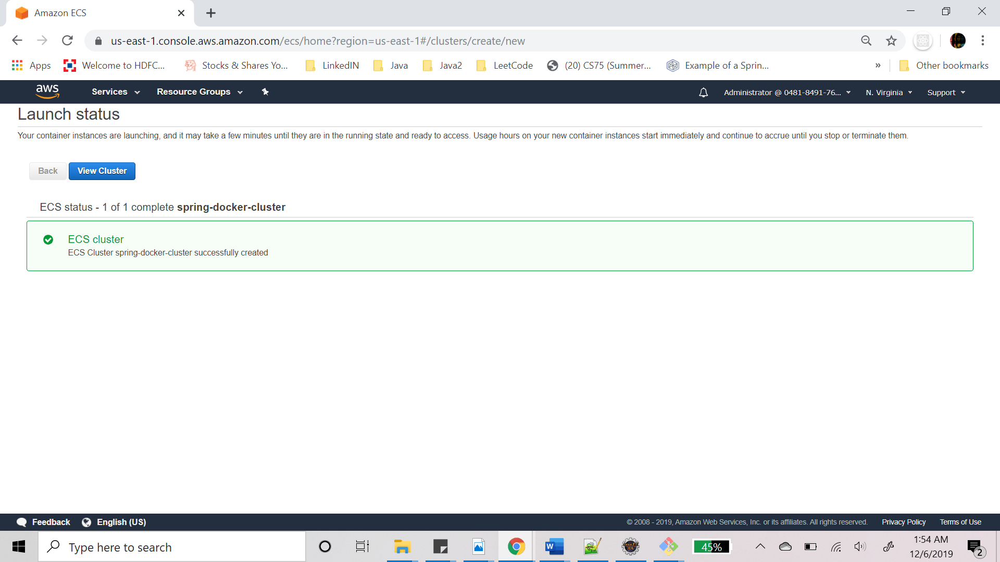 Amazon ECS
us-east-1.console.aws.amazon.com/ecs/home?region=us-east-1#/clusters/create/new
Apps Welcome to HDFC... Stocks & Shares Yo... LinkedIN Java Java2 LeetCode (20) CS75 (Summer... Example of a Sprin... » Other bookmarks
aws Services Resource Groups Administrator @ 0481-8491-76... N. Virginia Support
Launch status
Your container instances are launching, and it may take a few minutes until they are in the running state and ready to access. Usage hours on your new container instances start immediately and continue to accrue until you stop or terminate them.
Back View Cluster
ECS status - 1 of 1 complete spring-docker-cluster
ECS cluster
ECS Cluster spring-docker-cluster successfully created
Feedback English (US) © 2008 - 2019, Amazon Web Services, Inc. or its affiliates. All rights reserved. Privacy Policy Terms of Use
Type here to search
45%
1:54 AM
12/6/2019
2